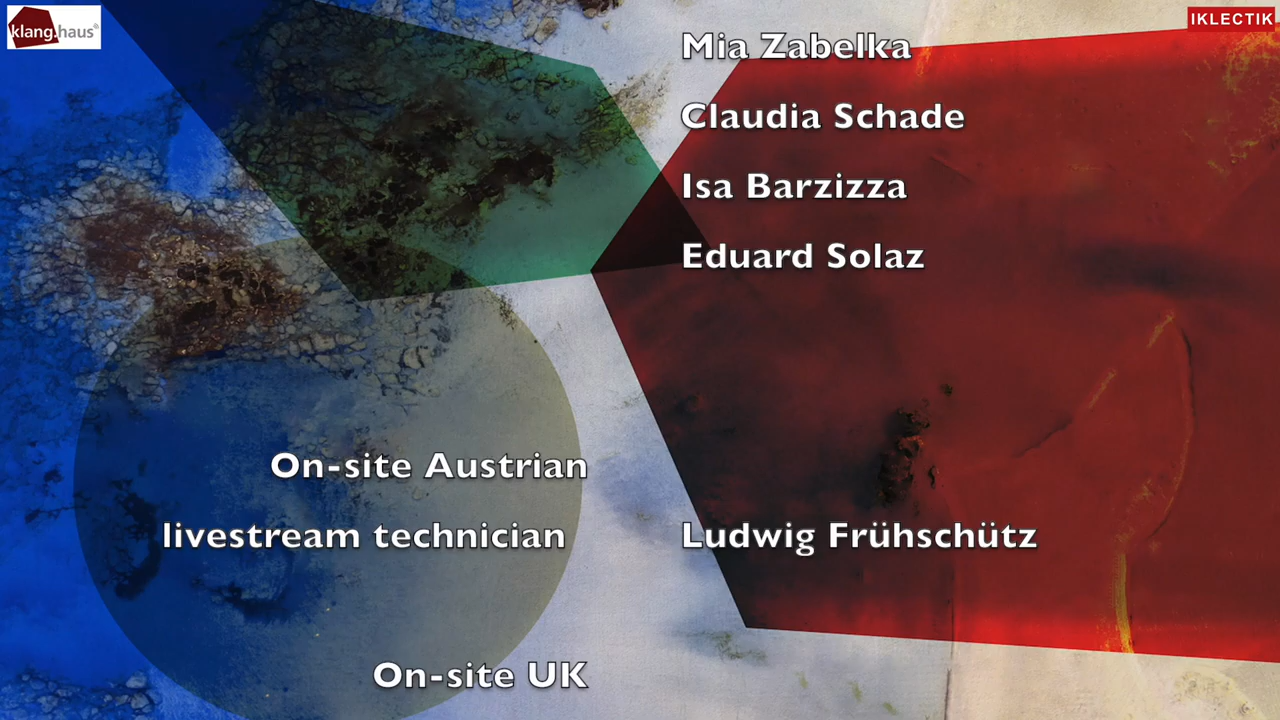 klang.haus
IKLECTIK
Mia Zabelka
Claudia Schade
Isa Barzizza
Eduard Solaz
On-site Austrian
livestream technician Ludwig Frühschütz
On-site UK